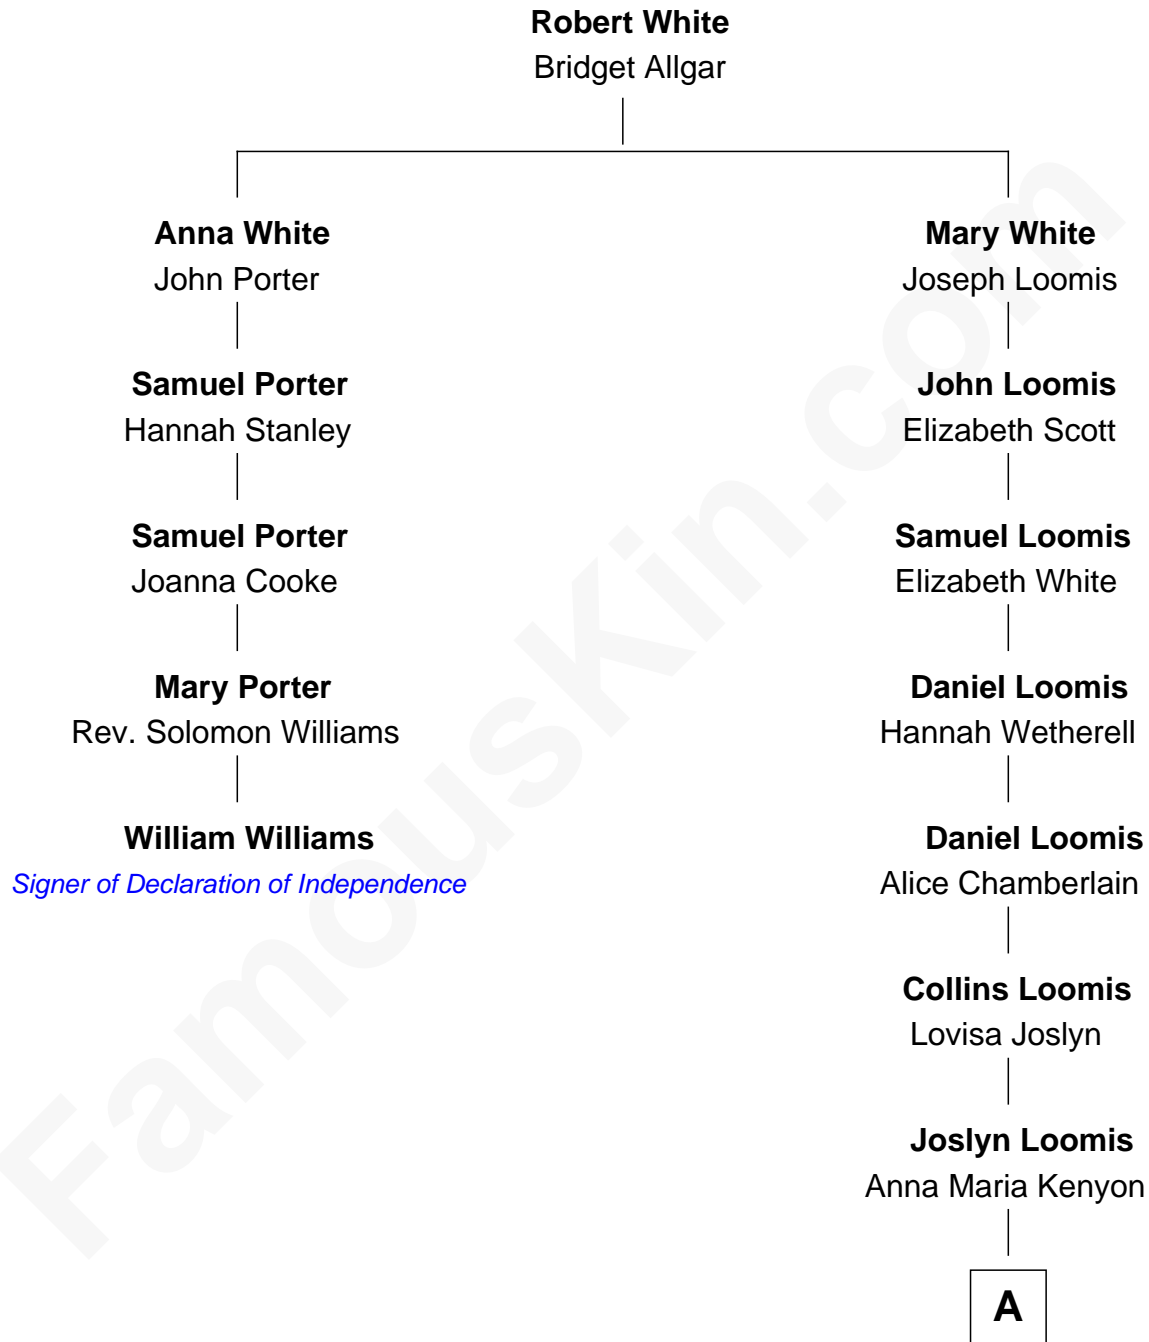 Robert White
Bridget Allgar
Anna White
John Porter
Mary White
Joseph Loomis
Samuel Porter
Hannah Stanley
John Loomis
Elizabeth Scott
Samuel Porter
Joanna Cooke
Samuel Loomis
Elizabeth White
Mary Porter
Rev. Solomon Williams
Daniel Loomis
Hannah Wetherell
William Williams
Signer of Declaration of Independence
Daniel Loomis
Alice Chamberlain
Collins Loomis
Lovisa Joslyn
Joslyn Loomis
Anna Maria Kenyon
A
FamousKin.com